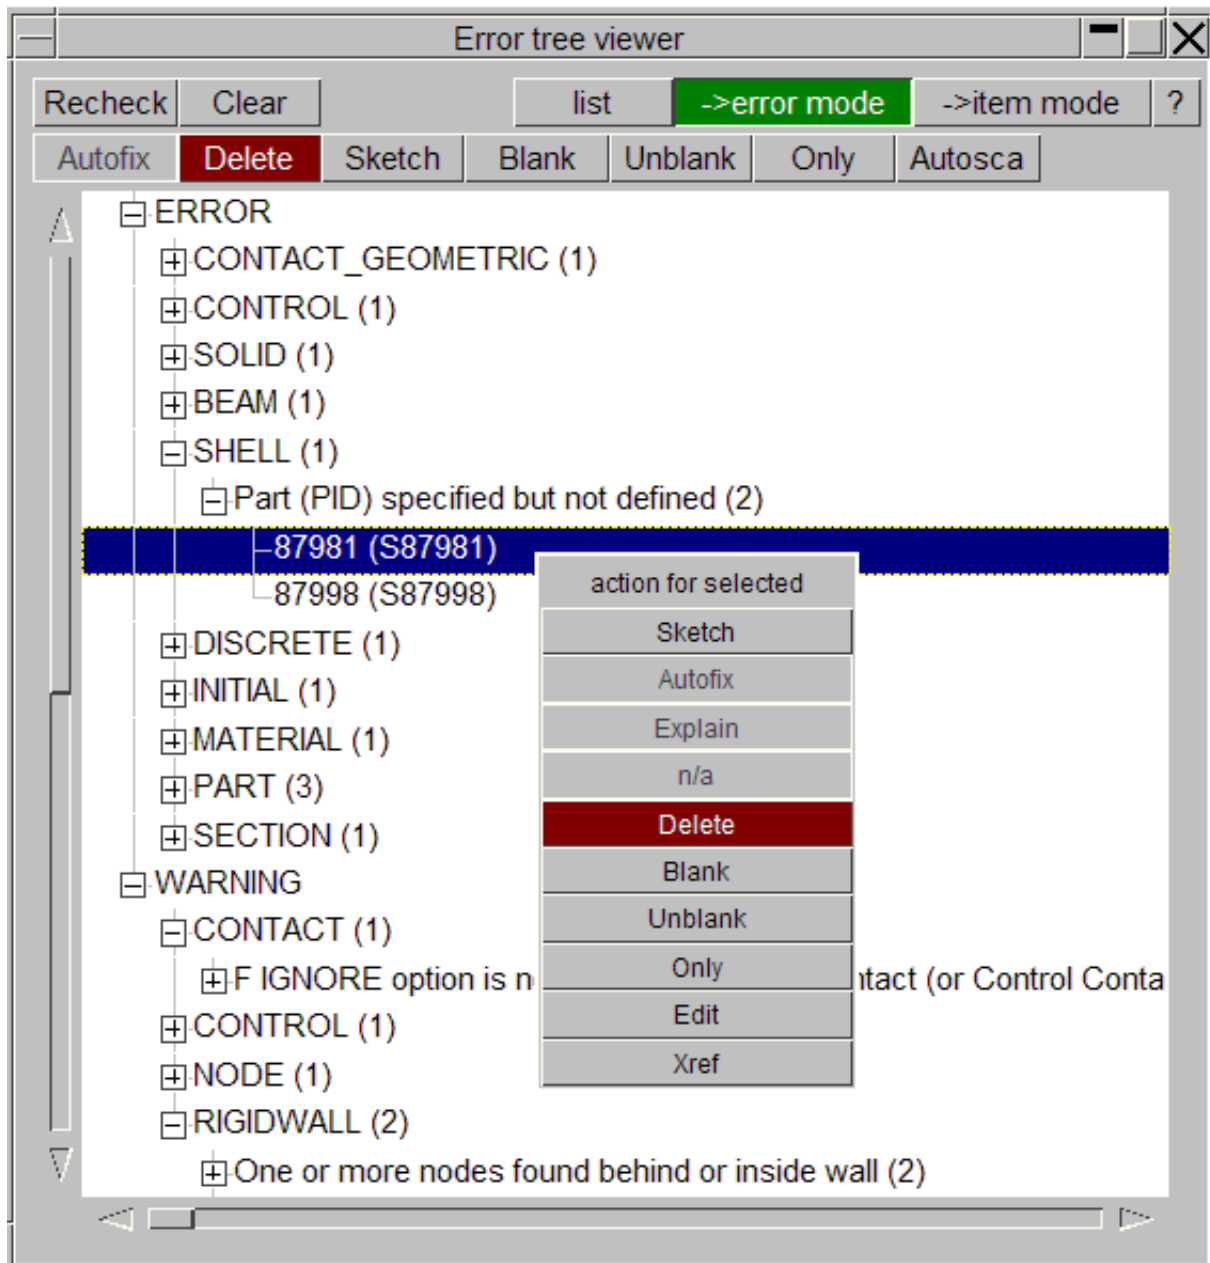 Error tree viewer
Recheck Clear list ->error mode ->item mode ?
Autofix Delete Sketch Blank Unblank Only Autosca
ERROR
CONTACT_GEOMETRIC (1)
CONTROL (1)
SOLID (1)
BEAM (1)
SHELL (1)
Part (PID) specified but not defined (2)
87981 (S87981)
action for selected
87998 (S87998)
Sketch
DISCRETE (1)
Autofix
INITIAL (1)
Explain
MATERIAL (1)
n/a
PART (3)
Delete
SECTION (1)
Blank
WARNING
Unblank
CONTACT (1)
Only
F IGNORE option is n ntact (or Control Conta
Edit
CONTROL (1)
Xref
NODE (1)
RIGIDWALL (2)
One or more nodes found behind or inside wall (2)